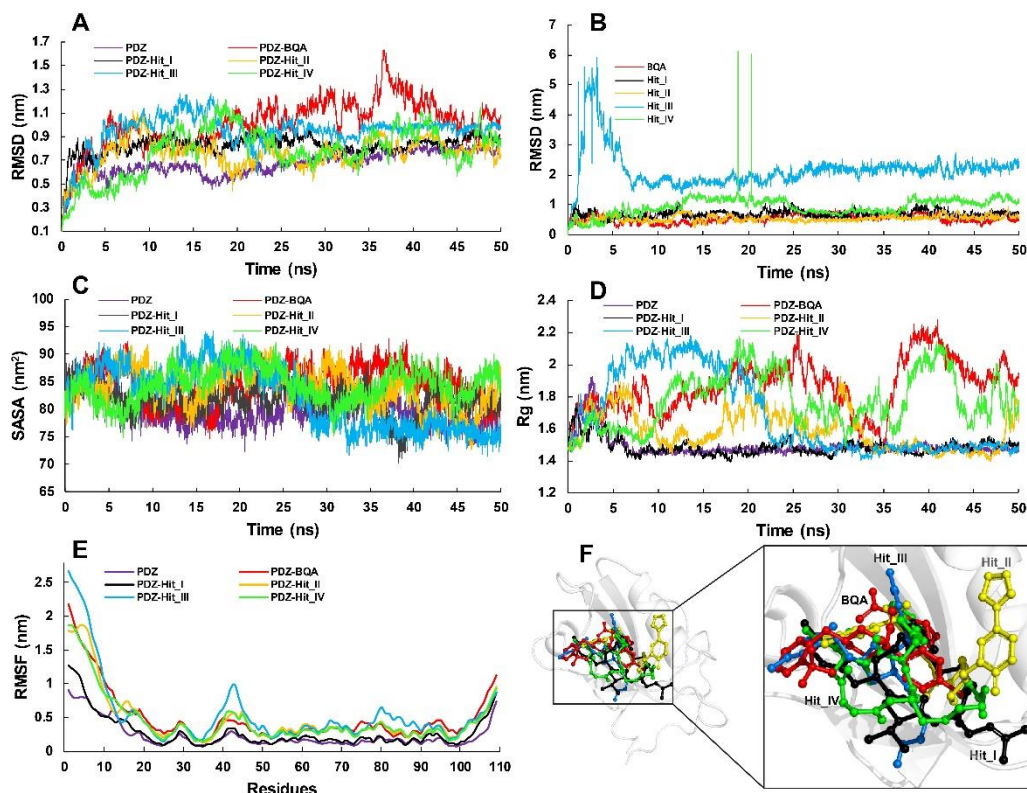 A
PDZ PDZ-BQA
PDZ-Hit_I PDZ-Hit_II
PDZ-Hit_III PDZ-Hit_IV
RMSD (nm)
1.7
1.5
1.3
1.1
0.9
0.7
0.5
0.3
0.1
0 5 10 15 20 25 30 35 40 45 50
Time (ns)
B
BQA
Hit_I
Hit_II
Hit_III
Hit_IV
RMSD (nm)
7
6
5
4
3
2
1
0
0 5 10 15 20 25 30 35 40 45 50
Time (ns)
C
PDZ PDZ-BQA
PDZ-Hit_I PDZ-Hit_II
PDZ-Hit_III PDZ-Hit_IV
SASA (nm²)
100
95
90
85
80
75
70
65
0 5 10 15 20 25 30 35 40 45 50
Time (ns)
D
PDZ PDZ-BQA
PDZ-Hit_I PDZ-Hit_II
PDZ-Hit_III PDZ-Hit_IV
Rg (nm)
2.4
2.2
2
1.8
1.6
1.4
1.2
0 5 10 15 20 25 30 35 40 45 50
Time (ns)
E
PDZ PDZ-BQA
PDZ-Hit_I PDZ-Hit_II
PDZ-Hit_III PDZ-Hit_IV
RMSF (nm)
2.5
2
1.5
1
0.5
0
0 10 20 30 40 50 60 70 80 90 100 110
Residues
F
Hit_III
Hit_II
BQA
Hit_IV
Hit_I